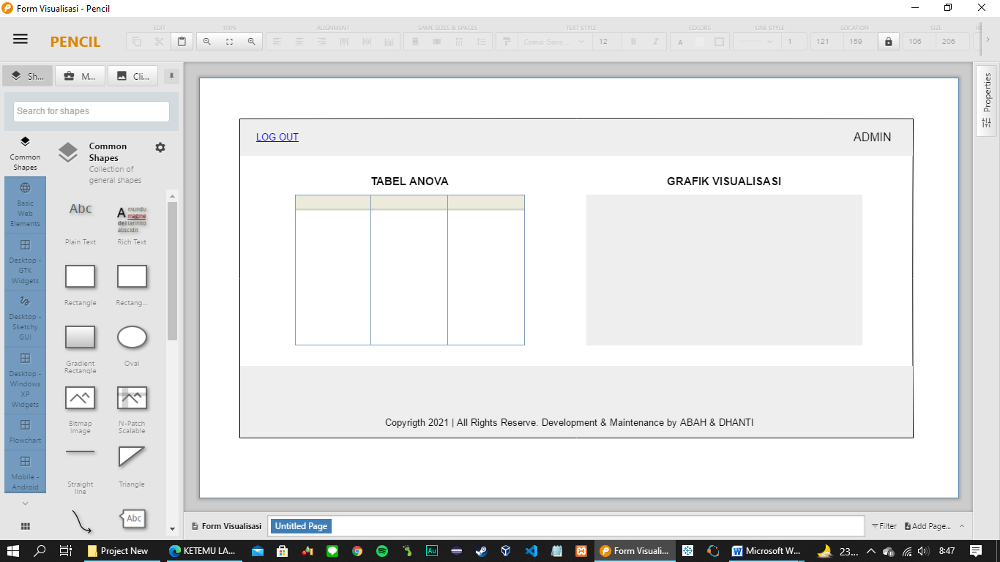 Form Visualisasi - Pencil
PENCIL
EDIT
100%
ALIGNMENT
SAME SIZES & SPACES
TEXT STYLE
COLORS
LINE STYLE
LOCATION
SIZE
Comic Sans ...
12
B
I
A
1
121
159
106
206
Sh...
M...
Cli...
Search for shapes
Common
Shapes
Basic
Web
Elements
Desktop -
GTK
Widgets
Desktop -
Sketchy
GUI
Desktop -
Windows
XP
Widgets
Flowchart
Mobile -
Android
Common
Shapes
Collection of
general shapes
Abc
Plain Text
A mundu
magine
del tannito
abscidit
Rich Text
Rectangle
Rectang...
Gradient
Rectangle
Oval
Bitmap
Image
N-Patch
Scalable
Straight
line
Triangle
Abc
LOG OUT
ADMIN
TABEL ANOVA
GRAFIK VISUALISASI
Copyrigth 2021 | All Rights Reserve. Development & Maintenance by ABAH & DHANTI
Properties
Form Visualisasi
Untitled Page
Filter
Add Page...
Project New
KETEMU LA...
Au
Form Visuali...
Microsoft W...
23...
8:47